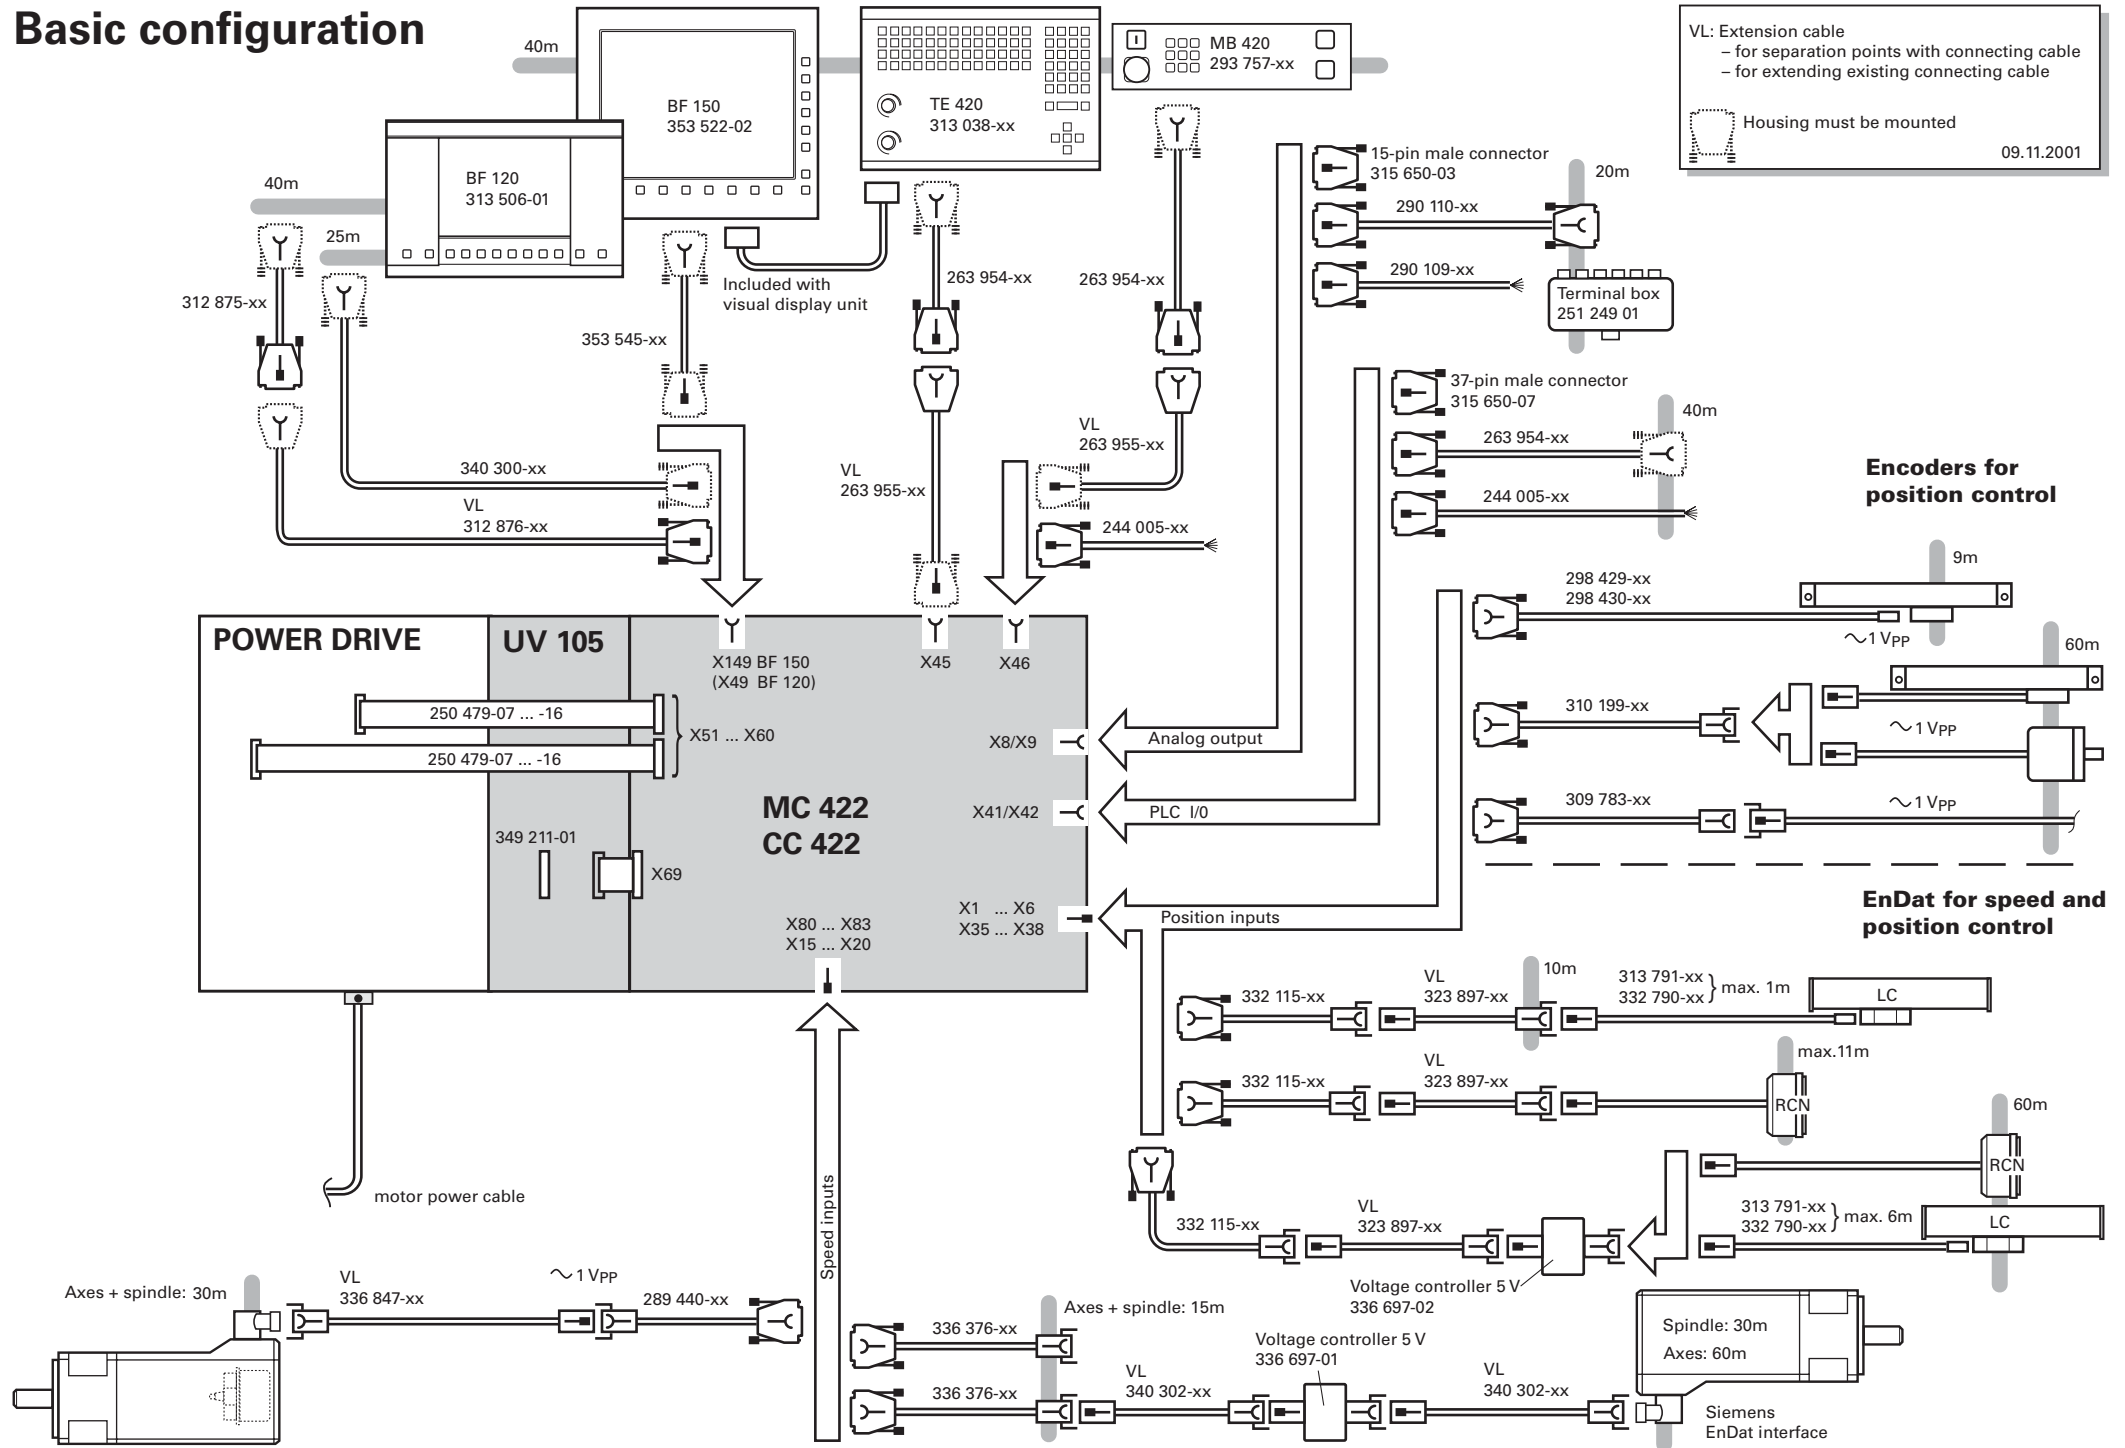 Basic configuration
40m
BF 150
353 522-02
TE 420
313 038-xx
MB 420
293 757-xx
VL: Extension cable
– for separation points with connecting cable
– for extending existing connecting cable
Housing must be mounted
09.11.2001
40m
BF 120
313 506-01
25m
312 875-xx
Included with
visual display unit
353 545-xx
263 954-xx
263 954-xx
15-pin male connector
315 650-03
20m
290 110-xx
290 109-xx
Terminal box
251 249 01
37-pin male connector
315 650-07
40m
263 954-xx
244 005-xx
340 300-xx
VL
312 876-xx
VL
263 955-xx
VL
263 955-xx
244 005-xx
Encoders for
position control
9m
298 429-xx
298 430-xx
1 VPP
60m
310 199-xx
1 VPP
309 783-xx
1 VPP
POWER DRIVE
UV 105
X149 BF 150
(X49 BF 120)
X45
X46
250 479-07 ... -16
250 479-07 ... -16
X51 ... X60
X8/X9
Analog output
MC 422
CC 422
X41/X42
PLC I/0
349 211-01
X69
X1 ... X6
X35 ... X38
Position inputs
X80 ... X83
X15 ... X20
EnDat for speed and
position control
332 115-xx
VL
323 897-xx
10m
313 791-xx
332 790-xx
max. 1m
LC
332 115-xx
VL
323 897-xx
max.11m
RCN
60m
RCN
332 115-xx
VL
323 897-xx
313 791-xx
332 790-xx
max. 6m
LC
Voltage controller 5 V
336 697-02
motor power cable
Speed inputs
Axes + spindle: 30m
VL
336 847-xx
1 VPP
289 440-xx
336 376-xx
Axes + spindle: 15m
336 376-xx
VL
340 302-xx
Voltage controller 5 V
336 697-01
VL
340 302-xx
Spindle: 30m
Axes: 60m
Siemens
EnDat interface